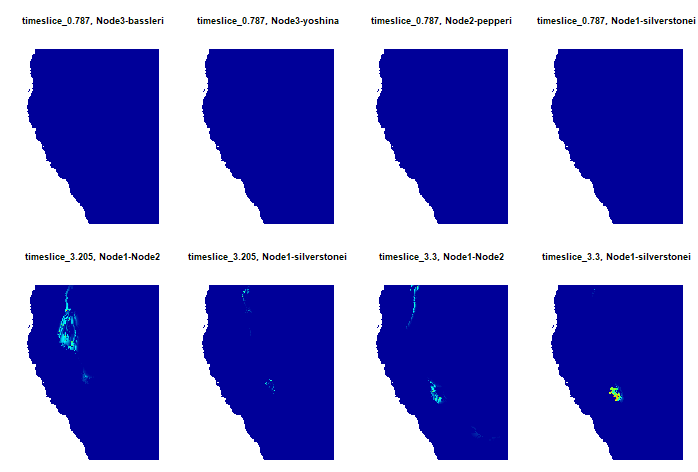 timeslice_0.787, Node3-bassleri
timeslice_0.787, Node3-yoshina
timeslice_0.787, Node2-pepperi
timeslice_0.787, Node1-silverstonei
timeslice_3.205, Node1-Node2
timeslice_3.205, Node1-silverstonei
timeslice_3.3, Node1-Node2
timeslice_3.3, Node1-silverstonei